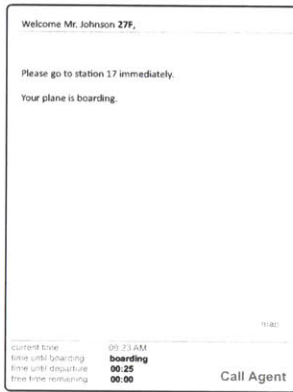 Welcome Mr. Johnson 27F,
Please go to station 17 immediately.
Your plane is boarding.
map
current time 09:23 AM
time until boarding boarding
time until departure 00:25
free time remaining 00:00
Call Agent